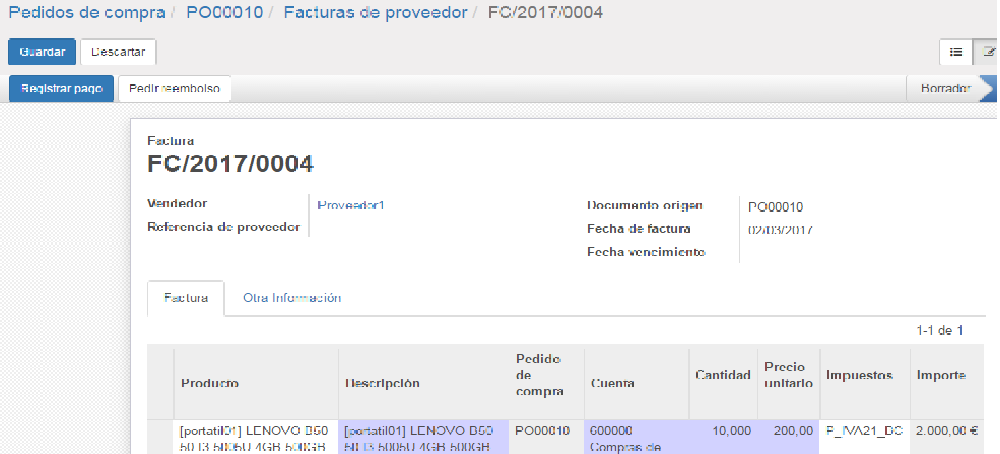 Pedidos de compra / PO00010 / Facturas de proveedor / FC/2017/0004
Guardar Descartar
Registrar pago Pedir reembolso Borrador
Factura
FC/2017/0004
Vendedor Proveedor1
Referencia de proveedor
Documento origen PO00010
Fecha de factura 02/03/2017
Fecha vencimiento
Factura Otra Información
1-1 de 1
Producto Descripción Pedido de compra Cuenta Cantidad Precio unitario Impuestos Importe
[portatil01] LENOVO B50 [portatil01] LENOVO B50 PO00010 600000 10,000 200,00 P_IVA21_BC 2.000,00 €
50 I3 5005U 4GB 500GB 50 I3 5005U 4GB 500GB Compras de